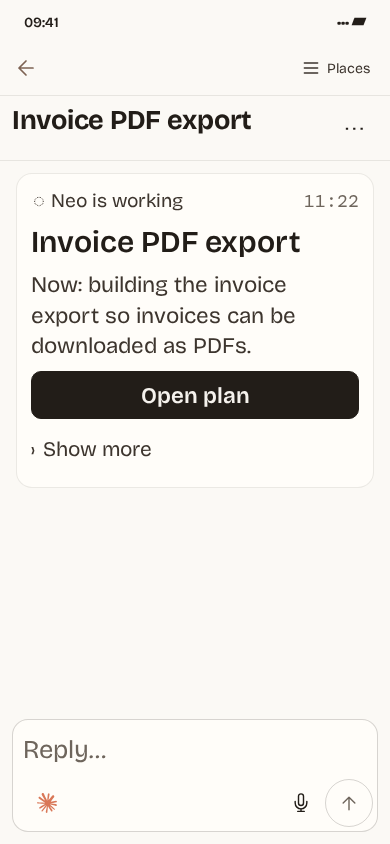 09:41
Places
Invoice PDF export
...
Neo is working
11:22
Invoice PDF export
Now: building the invoice
export so invoices can be
downloaded as PDFs.
Open plan
Show more
Reply...